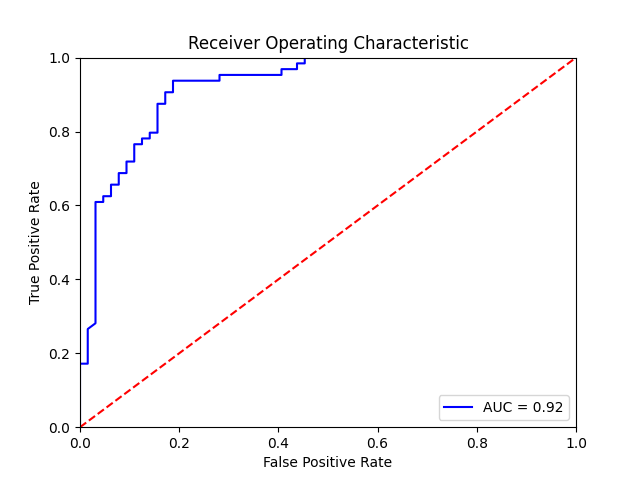 Receiver Operating Characteristic
1.0
0.8
0.6
0.4
0.2
0.0
True Positive Rate
AUC = 0.92
0.0 0.2 0.4 0.6 0.8 1.0
False Positive Rate